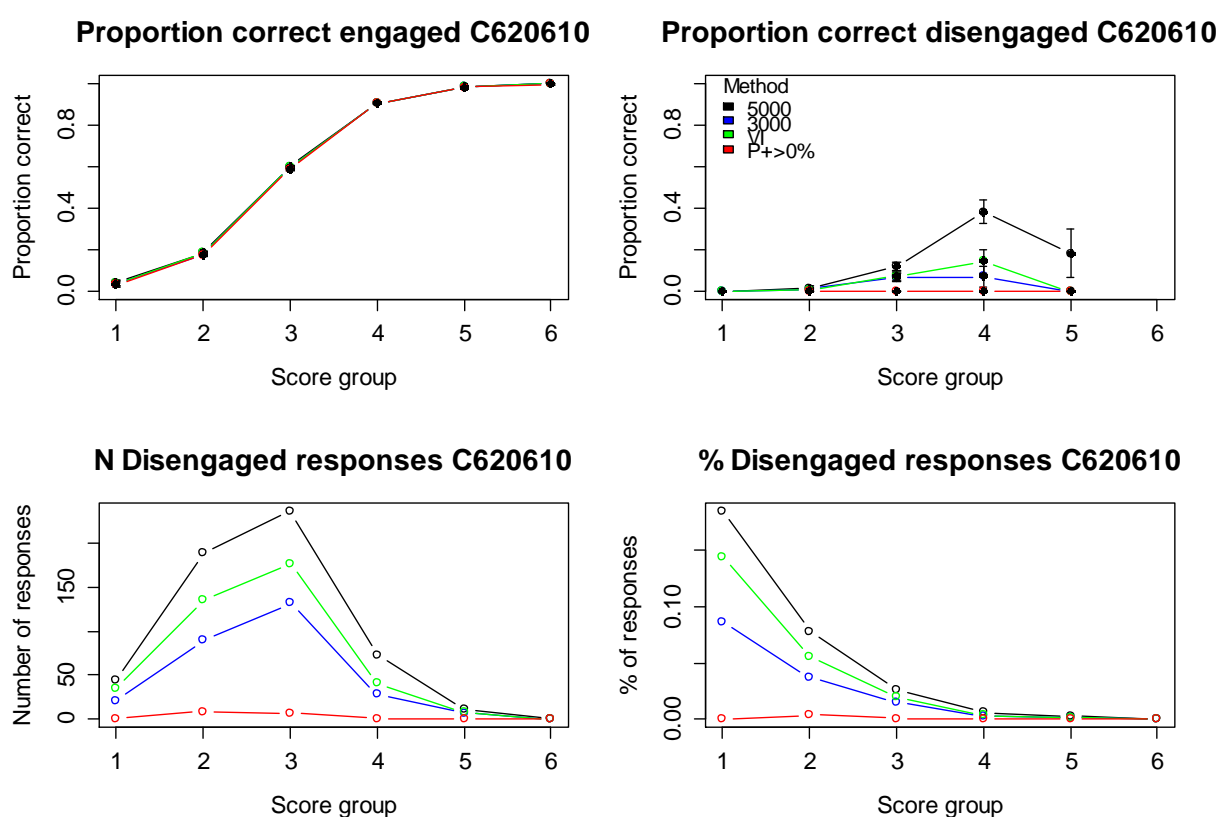 Proportion correct engaged C620610
Proportion correct
0.0
0.4
0.8
1
2
3
4
5
6
Score group
Proportion correct disengaged C620610
Proportion correct
0.0
0.4
0.8
Method
5000
3000
VI
P+>0%
1
2
3
4
5
6
Score group
N Disengaged responses C620610
Number of responses
0
50
150
1
2
3
4
5
6
Score group
% Disengaged responses C620610
% of responses
0.00
0.10
1
2
3
4
5
6
Score group